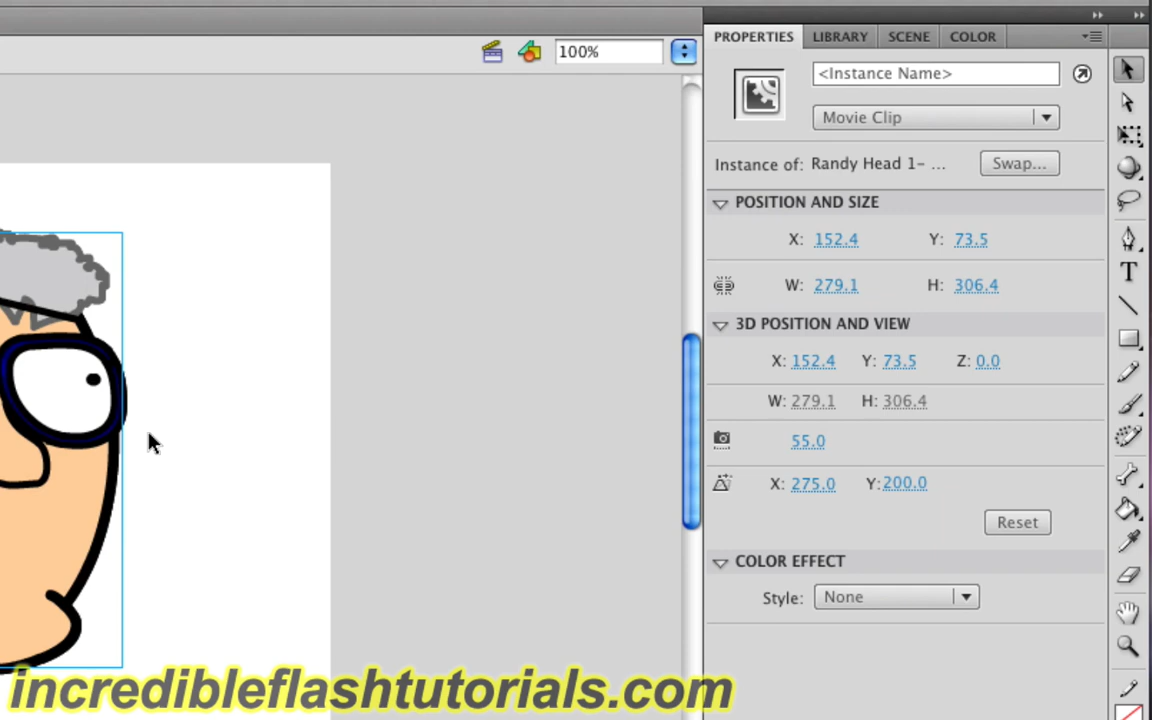 PROPERTIES LIBRARY SCENE COLOR
100%
<Instance Name>
Movie Clip
Instance of: Randy Head 1- ... Swap...
POSITION AND SIZE
X: 152.4 Y: 73.5
W: 279.1 H: 306.4
3D POSITION AND VIEW
X: 152.4 Y: 73.5 Z: 0.0
W: 279.1 H: 306.4
55.0
X: 275.0 Y: 200.0
Reset
COLOR EFFECT
Style: None
incredibleflashtutorials.com